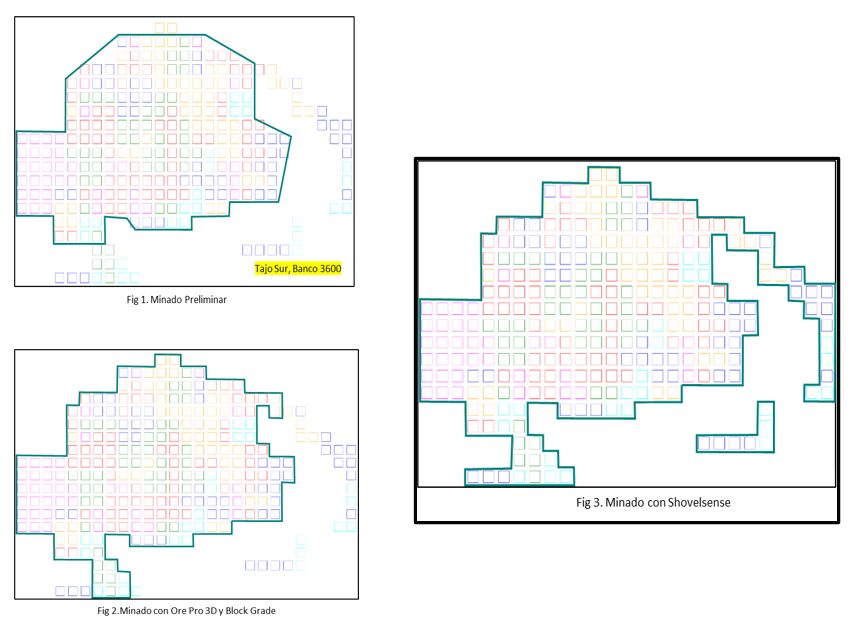 Tajo Sur, Banco 3600
Fig 1. Minado Preliminar
Fig 2.Minado con Ore Pro 3D y Block Grade
Fig 3. Minado con Shovelsense